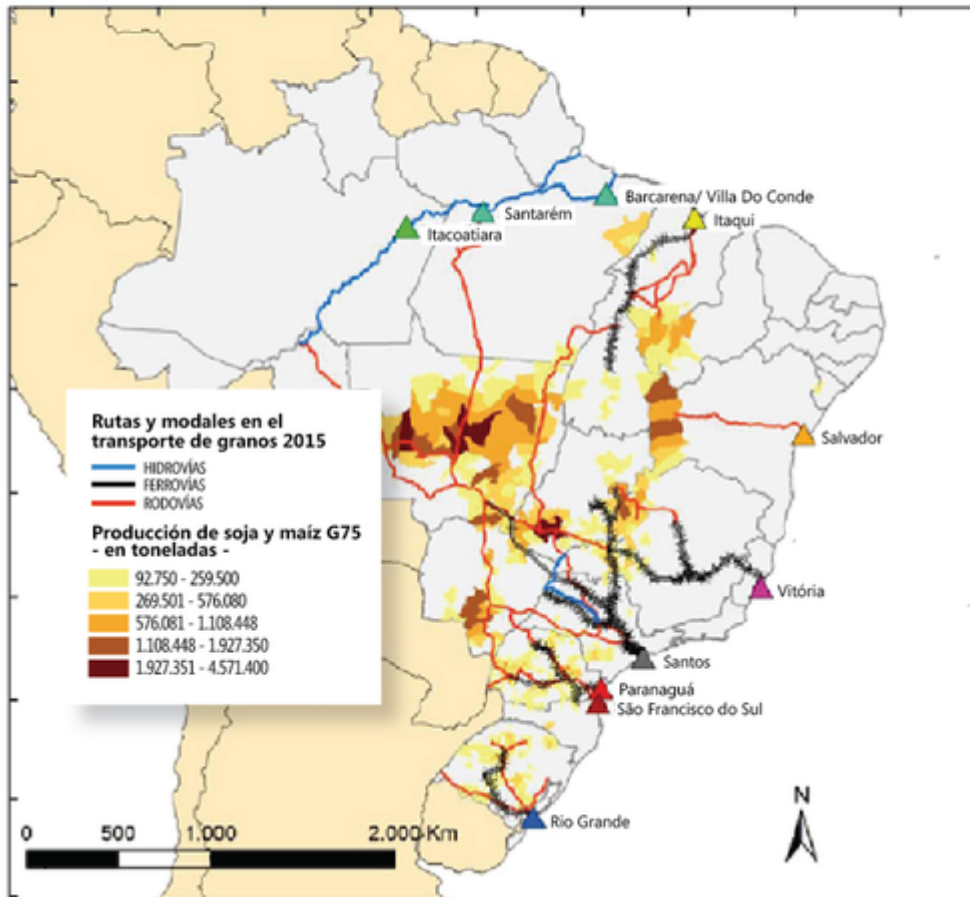 Barcarena/ Villa Do Conde
Santarém
Itaqui
Itacoatiara
Rutas y modales en el
transporte de granos 2015
HIDROVÍAS
FERROVÍAS
RODOVÍAS
Producción de soja y maíz G75
- en toneladas -
92.750 - 259.500
269.501 - 576.080
576.081 - 1.108.448
1.108.448 - 1.927.350
1.927.351 - 4.571.400
Salvador
Vitória
Santos
Paranaguá
São Francisco do Sul
Rio Grande
N
0 500 1.000 2.000 Km